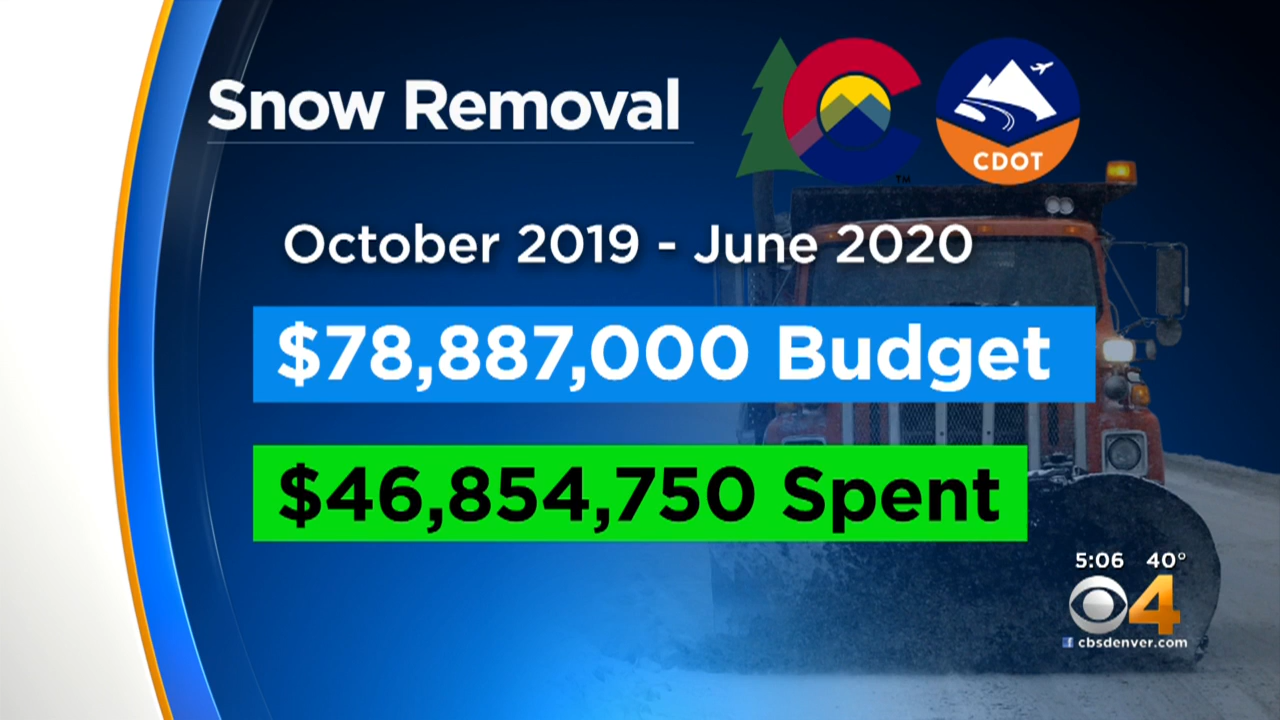 Snow Removal
TM
CDOT
October 2019 - June 2020
$78,887,000 Budget
$46,854,750 Spent
5:06 40°
4
f cbsdenver.com